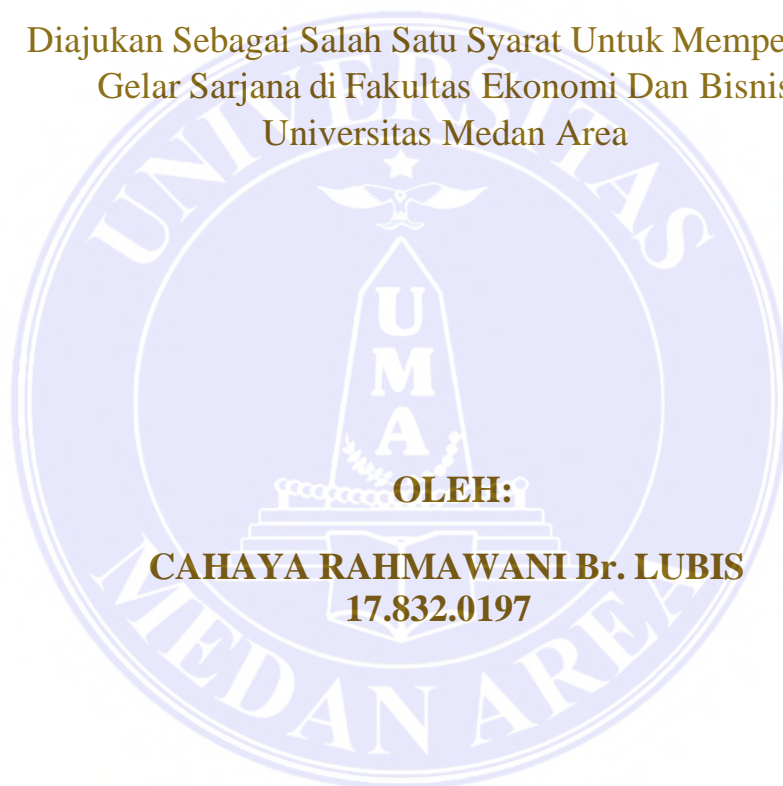 Diajukan Sebagai Salah Satu Syarat Untuk Mempe
Gelar Sarjana di Fakultas Ekonomi Dan Bisnis
Universitas Medan Area
UNIVERSITAS
U
M
A
OLEH:
CAHAYA RAHMAWANI Br. LUBIS
17.832.0197
MEDAN AREA